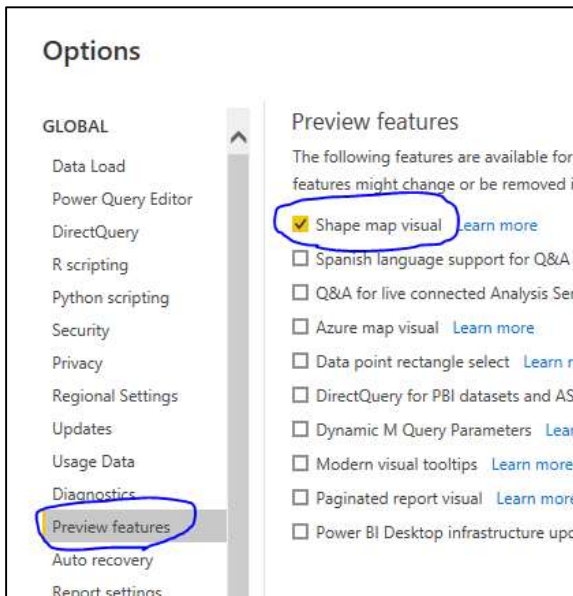 Options
GLOBAL
Data Load
Power Query Editor
DirectQuery
R scripting
Python scripting
Security
Privacy
Regional Settings
Updates
Usage Data
Diagnostics
Preview features
Auto recovery
Report settings
Preview features
The following features are available for
features might change or be removed i
Shape map visual Learn more
Spanish language support for Q&A
Q&A for live connected Analysis Ser
Azure map visual Learn more
Data point rectangle select Learn r
DirectQuery for PBI datasets and AS
Dynamic M Query Parameters Lear
Modern visual tooltips Learn more
Paginated report visual Learn more
Power BI Desktop infrastructure upd